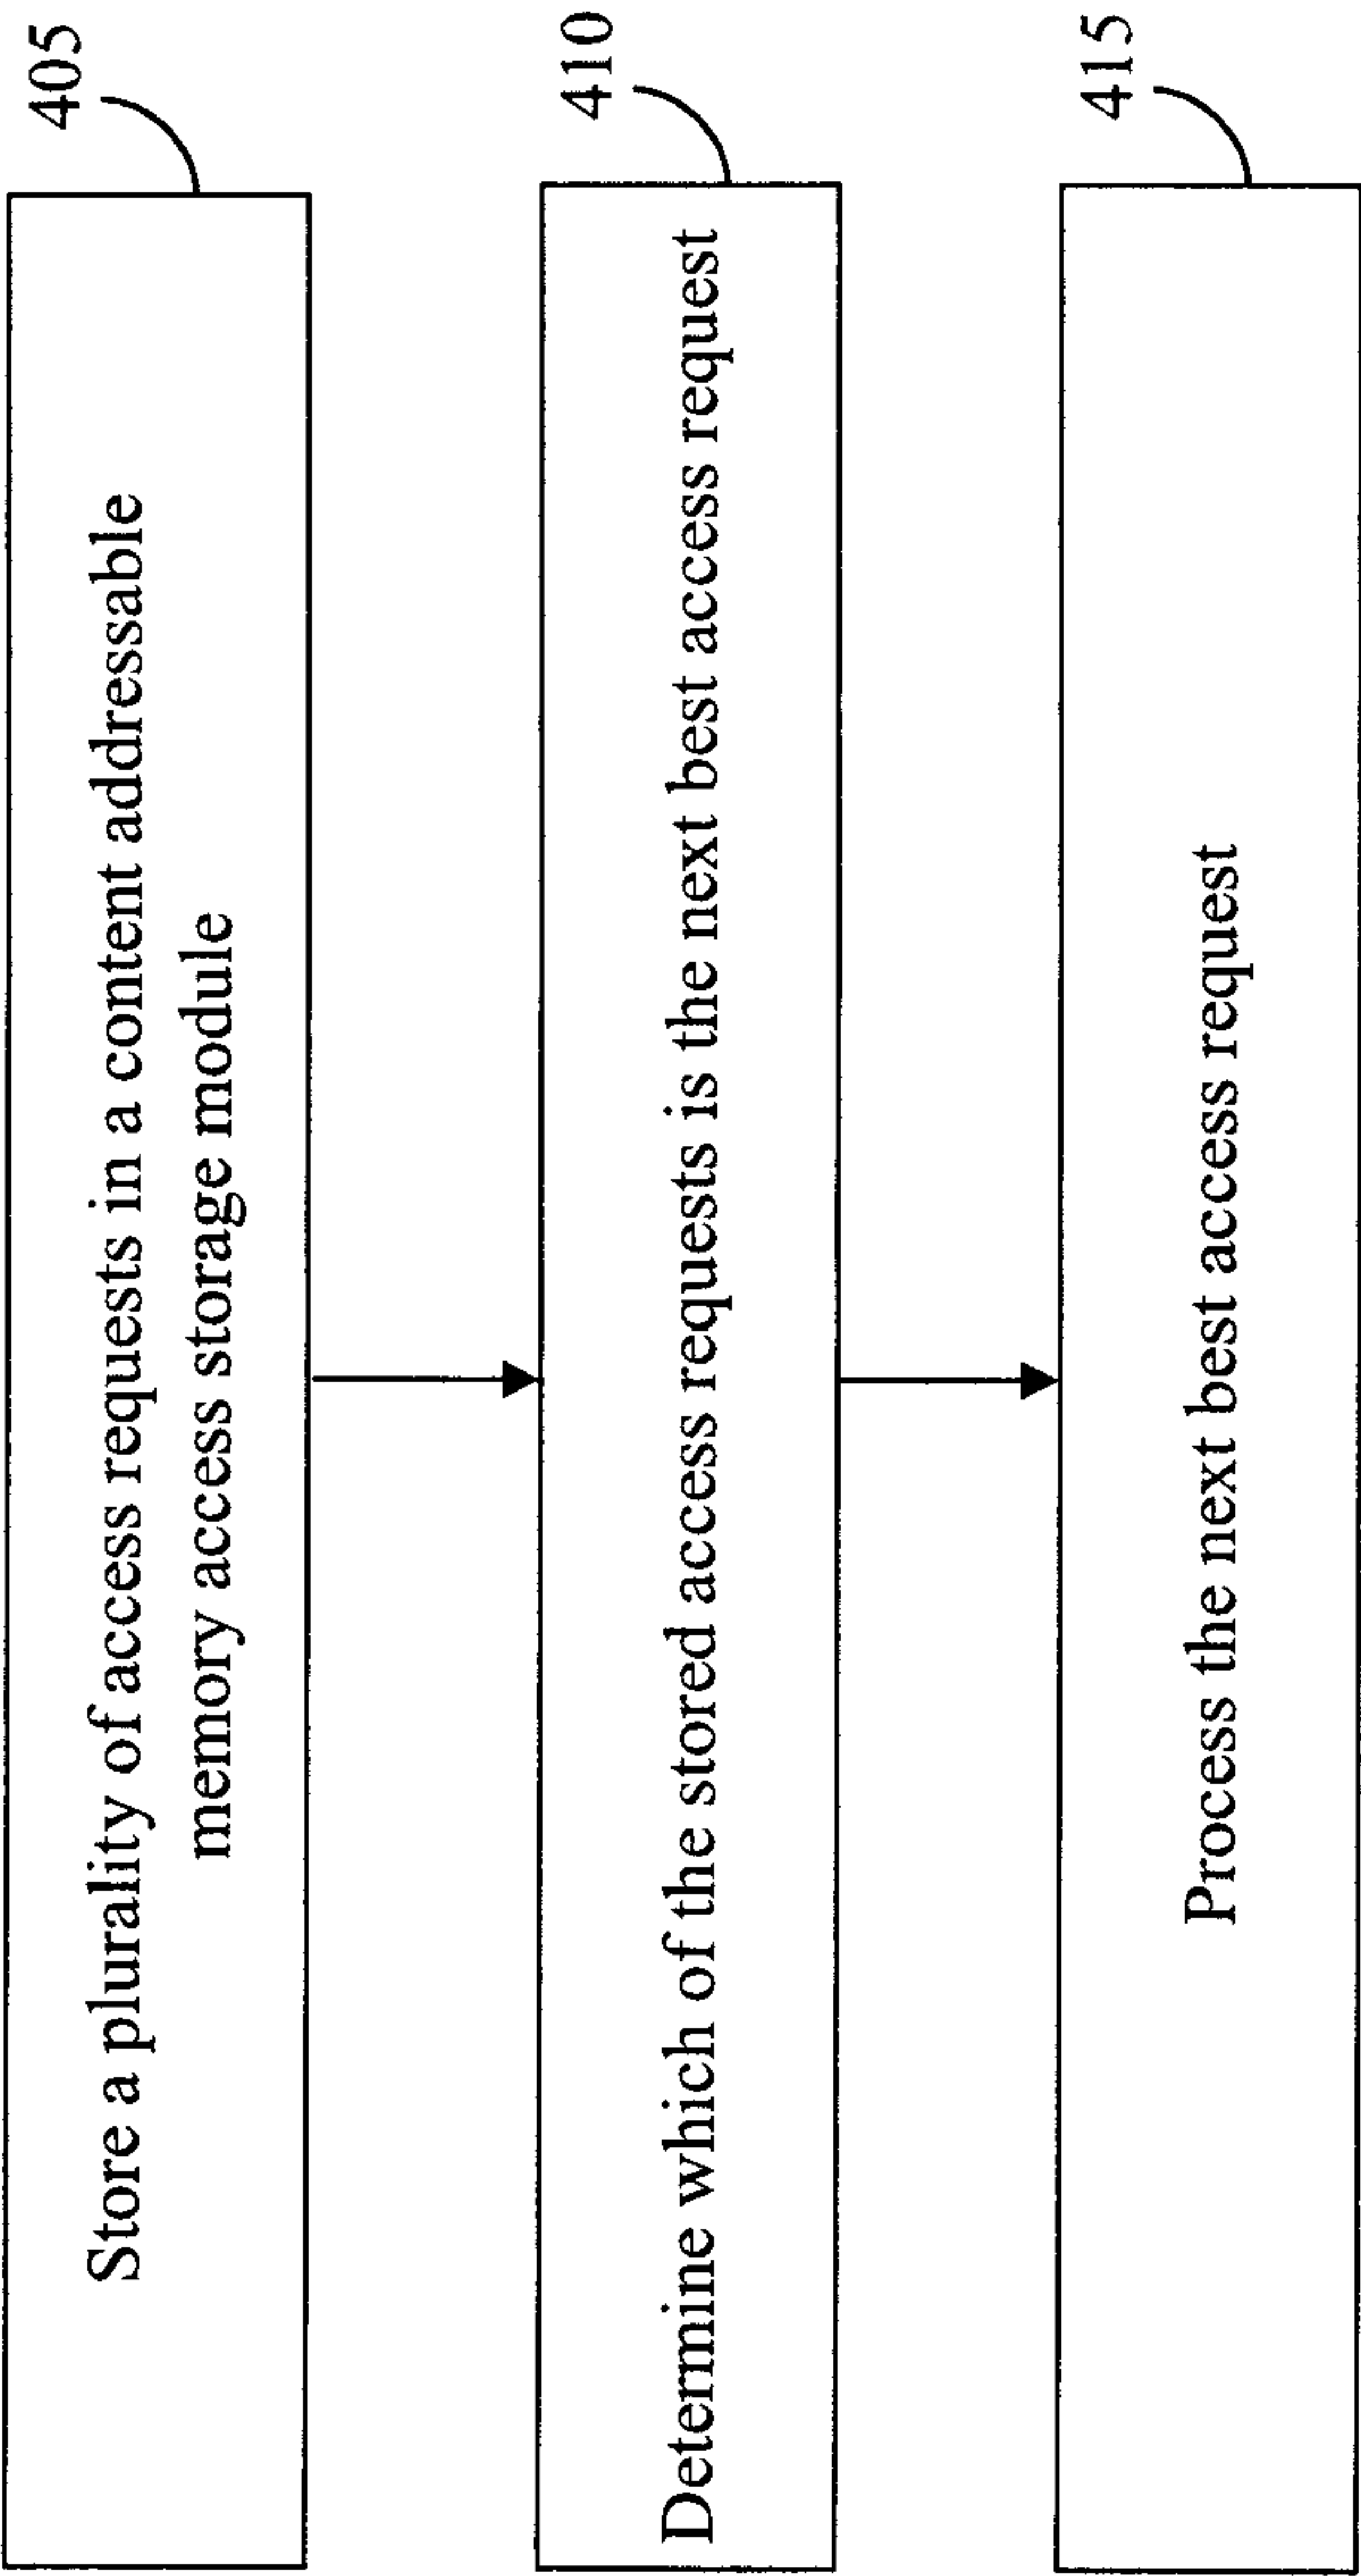 405
Store a plurality of access requests in a content addressable
memory access storage module
410
Determine which of the stored access requests is the next best access request
415
Process the next best access request